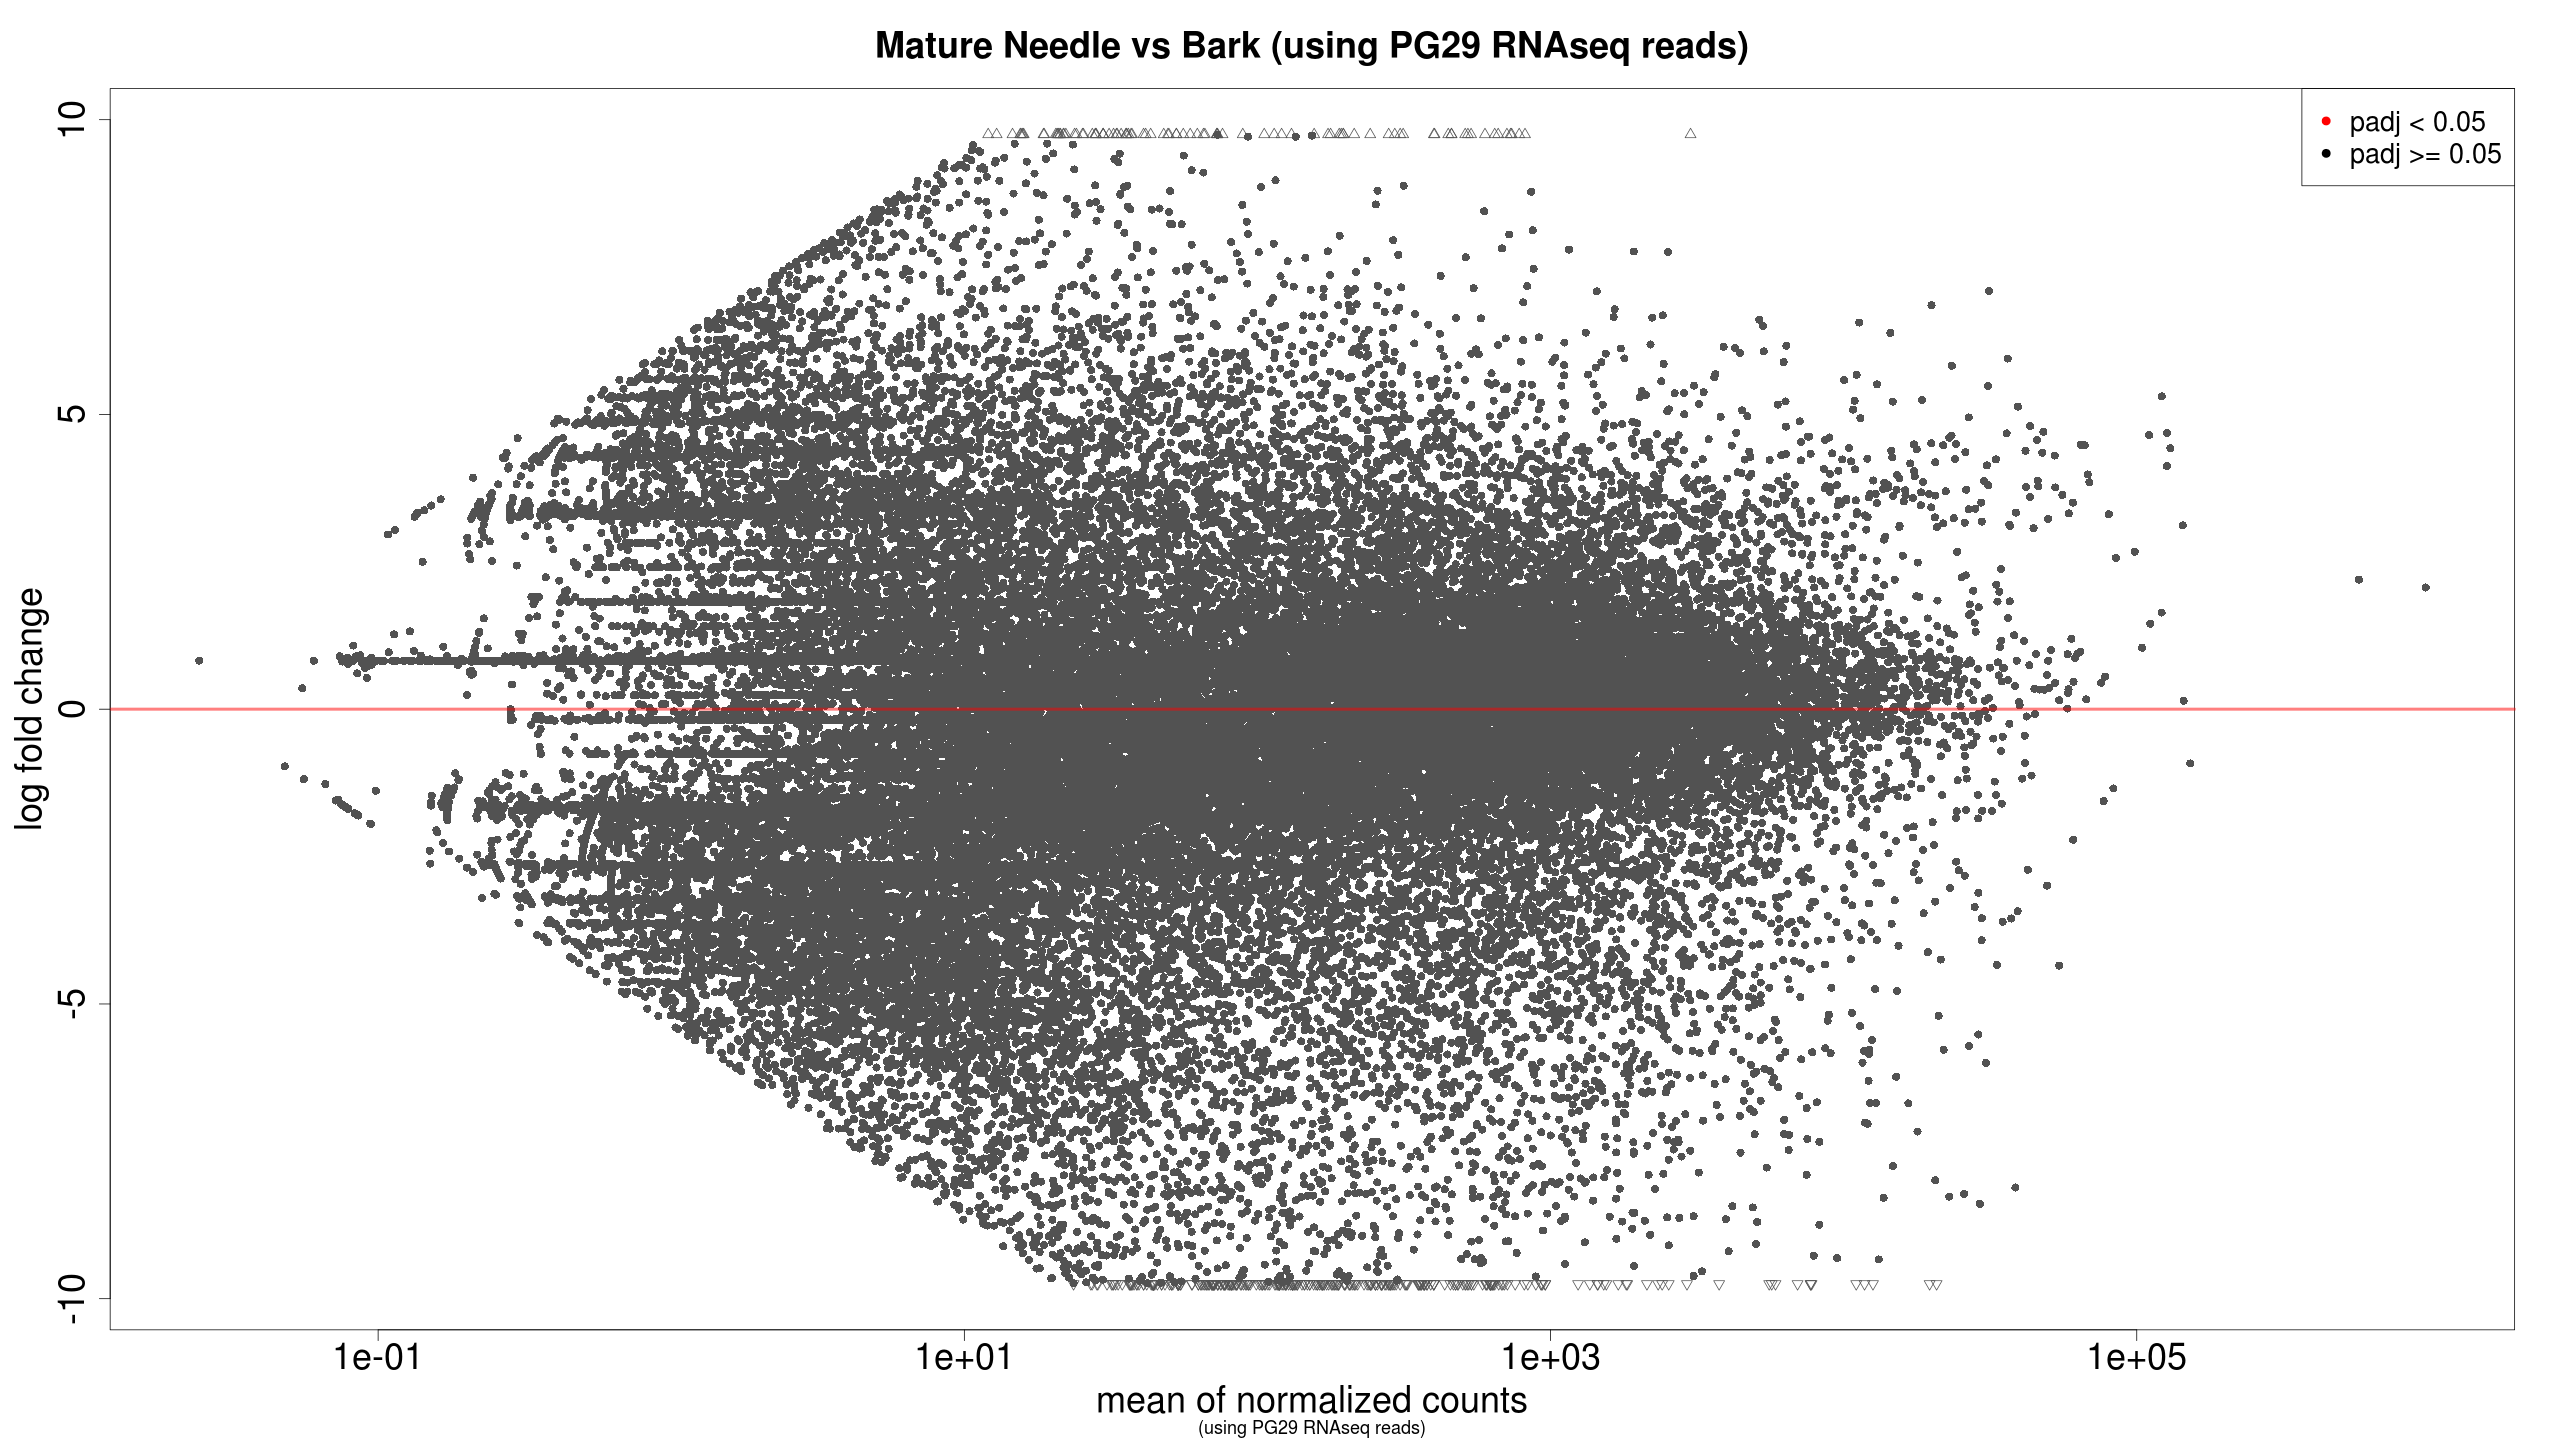 Mature Needle vs Bark (using PG29 RNAseq reads)
padj < 0.05
padj >= 0.05
log fold change
10
5
0
-5
-10
1e-01 1e+01 1e+03 1e+05
mean of normalized counts
(using PG29 RNAseq reads)